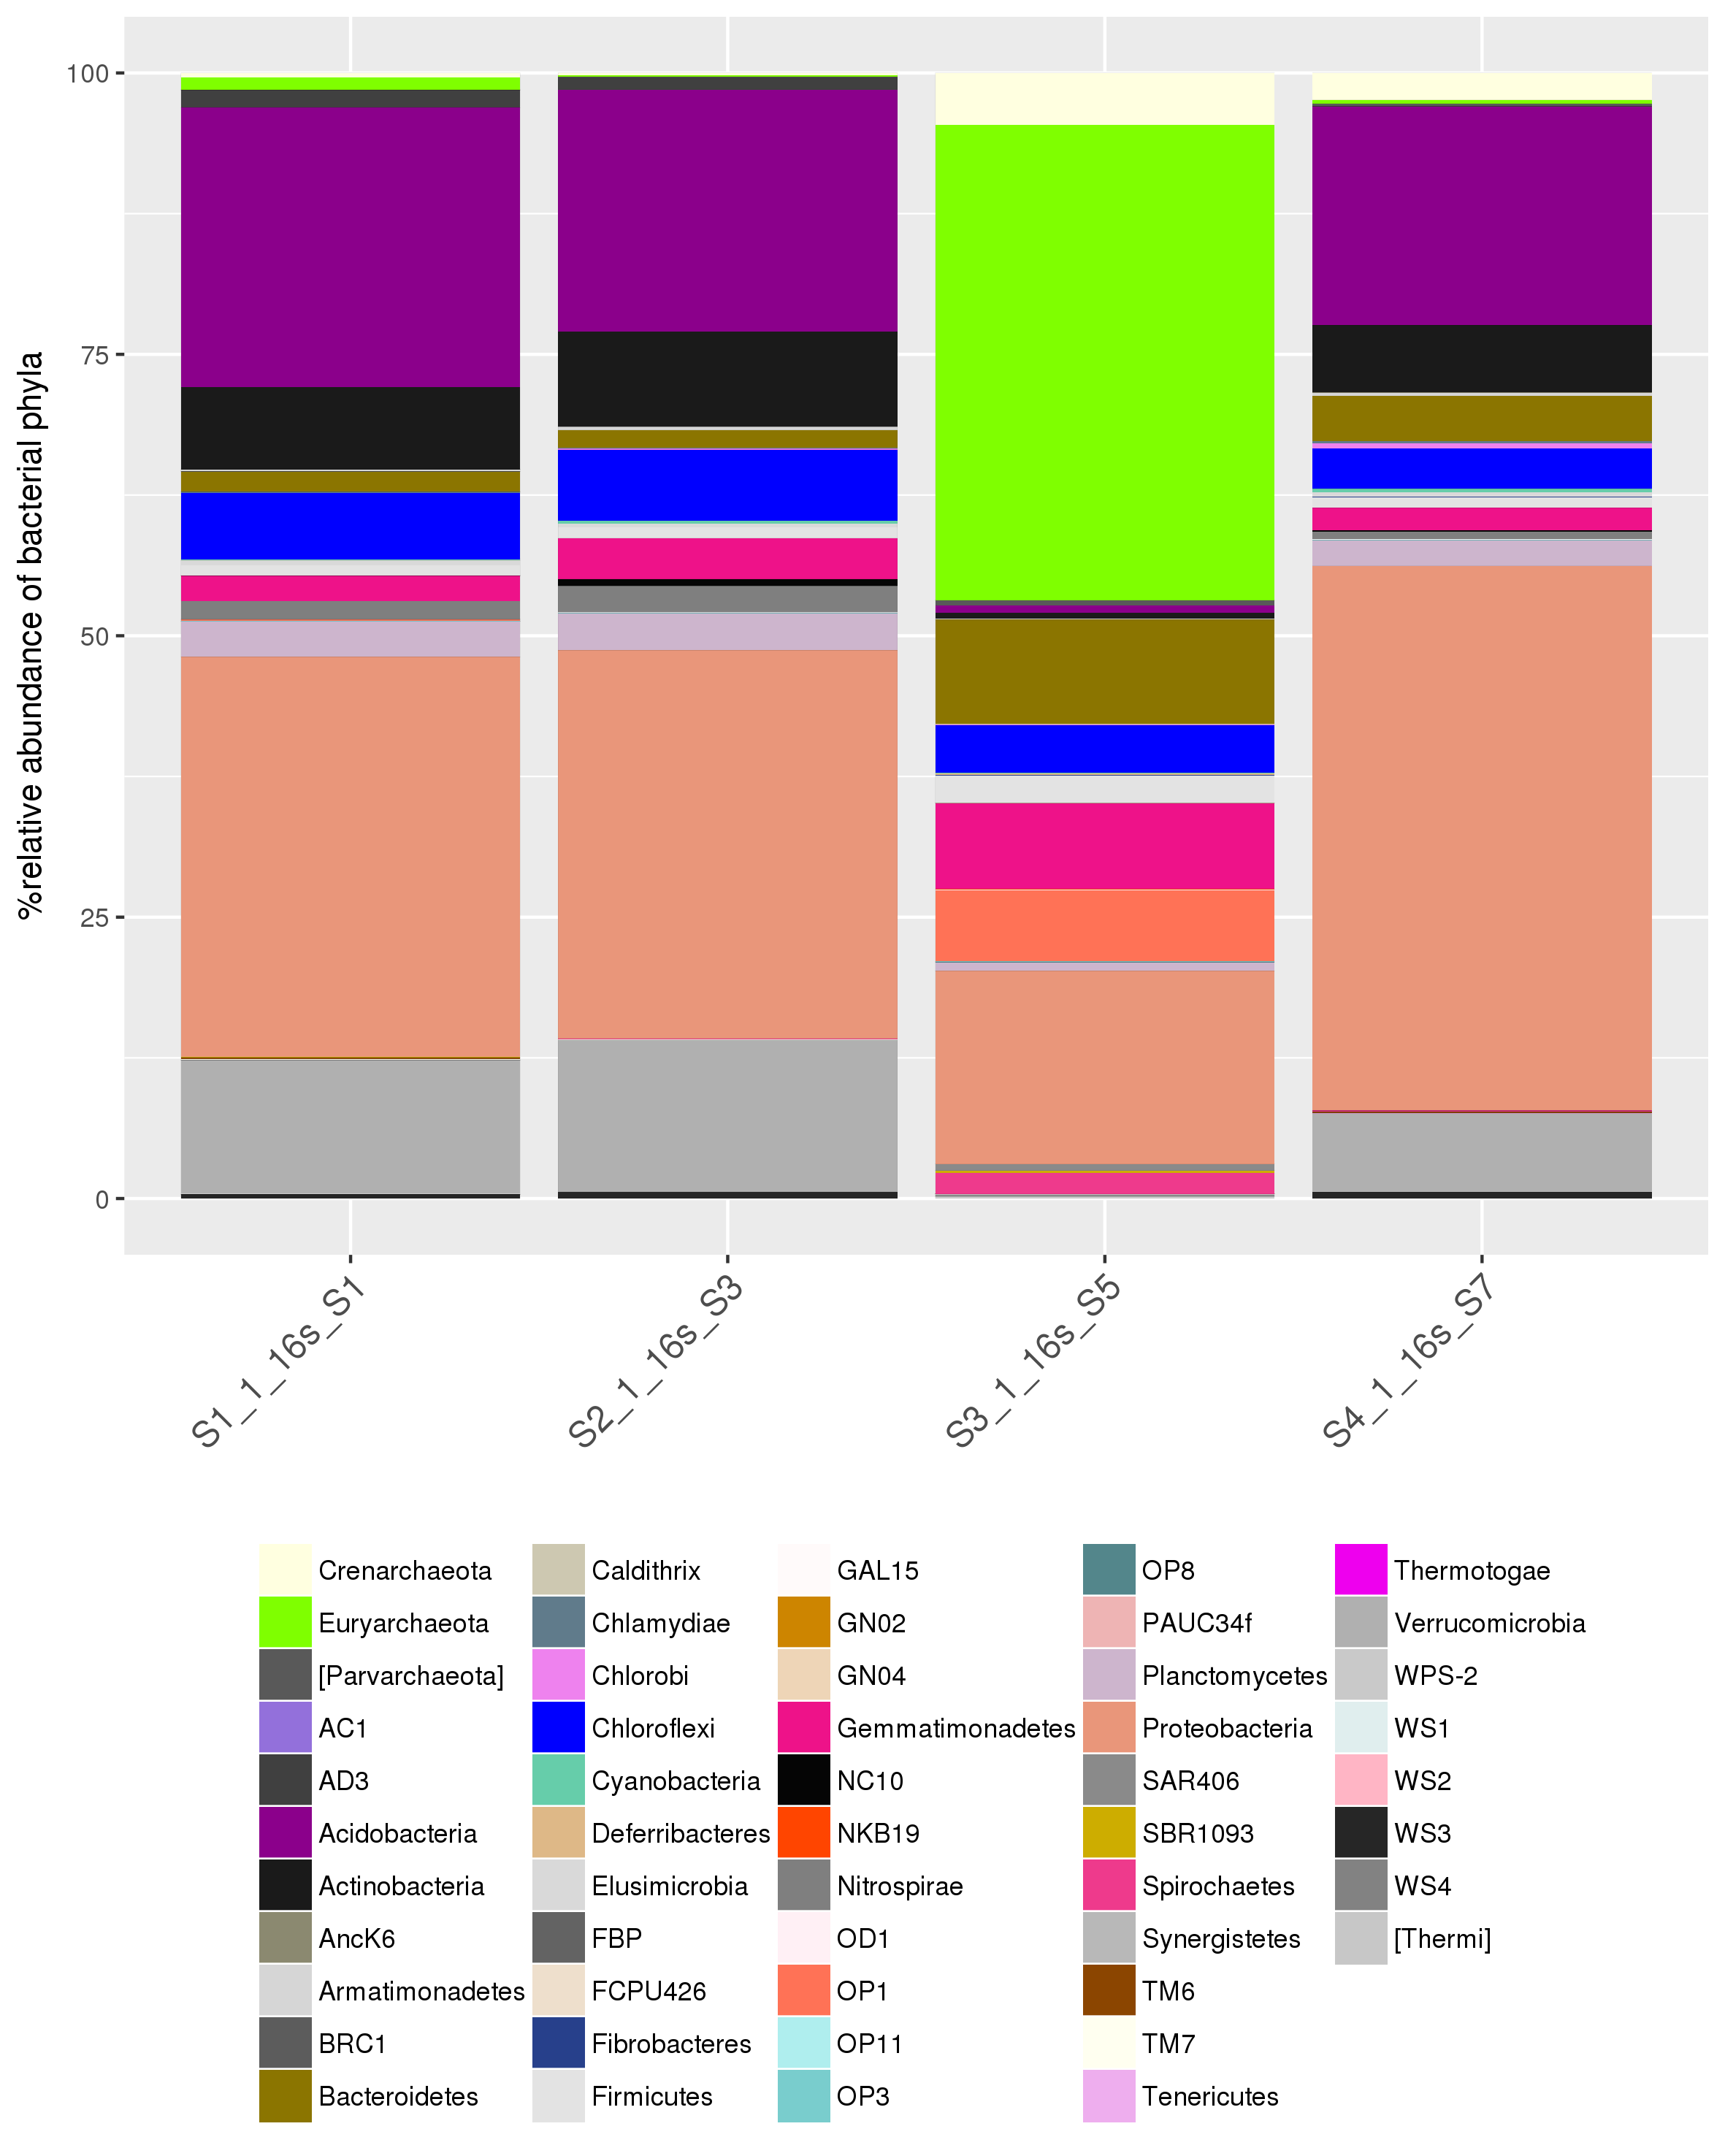 %relative abundance of bacterial phyla
100
75
50
25
0
S1_1_16s_S1
S2_1_16s_S3
S3_1_16s_S5
S4_1_16s_S7
Crenarchaeota
Euryarchaeota
[Parvarchaeota]
AC1
AD3
Acidobacteria
Actinobacteria
AncK6
Armatimonadetes
BRC1
Bacteroidetes
Caldithrix
Chlamydiae
Chlorobi
Chloroflexi
Cyanobacteria
Deferribacteres
Elusimicrobia
FBP
FCPU426
Fibrobacteres
Firmicutes
GAL15
GN02
GN04
Gemmatimonadetes
NC10
NKB19
Nitrospirae
OD1
OP1
OP11
OP3
OP8
PAUC34f
Planctomycetes
Proteobacteria
SAR406
SBR1093
Spirochaetes
Synergistetes
TM6
TM7
Tenericutes
Thermotogae
Verrucomicrobia
WPS-2
WS1
WS2
WS3
WS4
[Thermi]